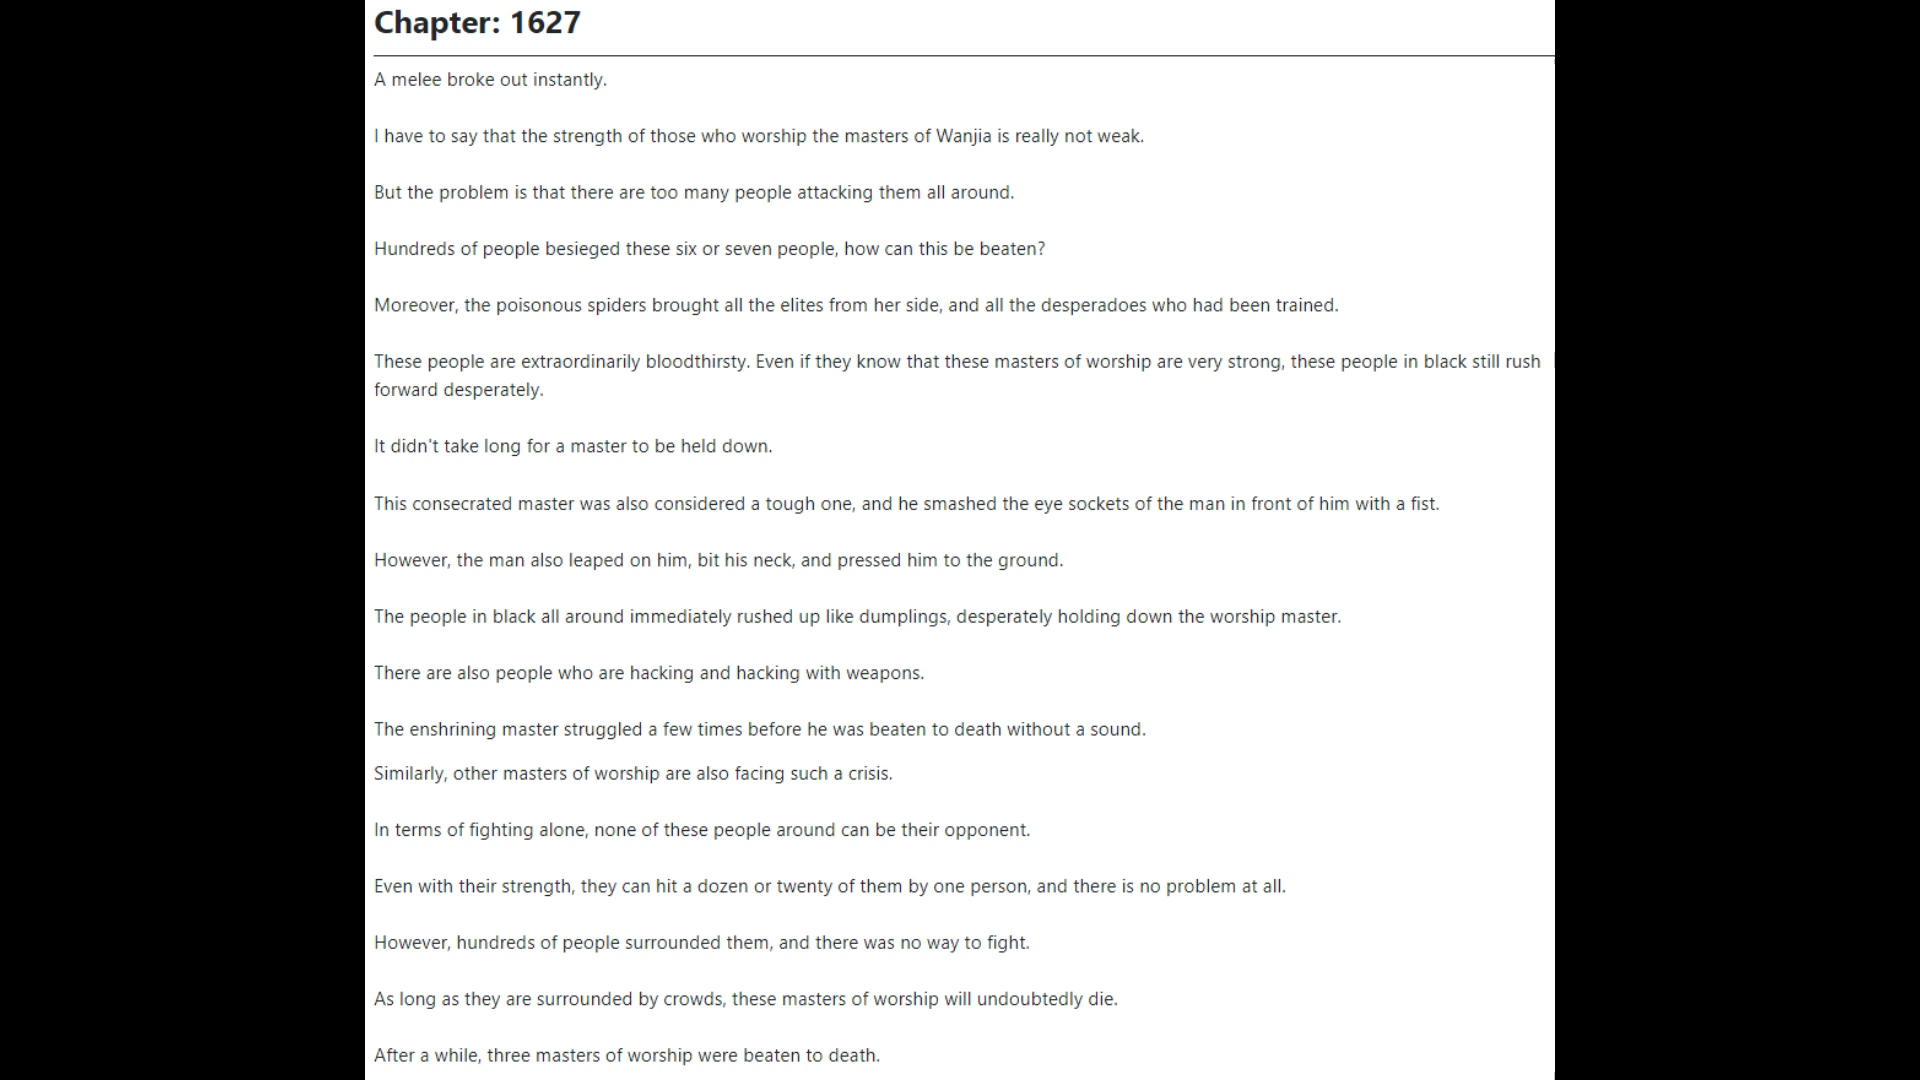 Chapter: 1627
A melee broke out instantly.
I have to say that the strength of those who worship the masters of Wanjia is really not weak.
But the problem is that there are too many people attacking them all around.
Hundreds of people besieged these six or seven people, how can this be beaten?
Moreover, the poisonous spiders brought all the elites from her side, and all the desperadoes who had been trained.
These people are extraordinarily bloodthirsty. Even if they know that these masters of worship are very strong, these people in black still rush
forward desperately.
It didn't take long for a master to be held down.
This consecrated master was also considered a tough one, and he smashed the eye sockets of the man in front of him with a fist.
However, the man also leaped on him, bit his neck, and pressed him to the ground.
The people in black all around immediately rushed up like dumplings, desperately holding down the worship master.
There are also people who are hacking and hacking with weapons.
The enshrining master struggled a few times before he was beaten to death without a sound.
Similarly, other masters of worship are also facing such a crisis.
In terms of fighting alone, none of these people around can be their opponent.
Even with their strength, they can hit a dozen or twenty of them by one person, and there is no problem at all.
However, hundreds of people surrounded them, and there was no way to fight.
As long as they are surrounded by crowds, these masters of worship will undoubtedly die.
After a while, three masters of worship were beaten to death.